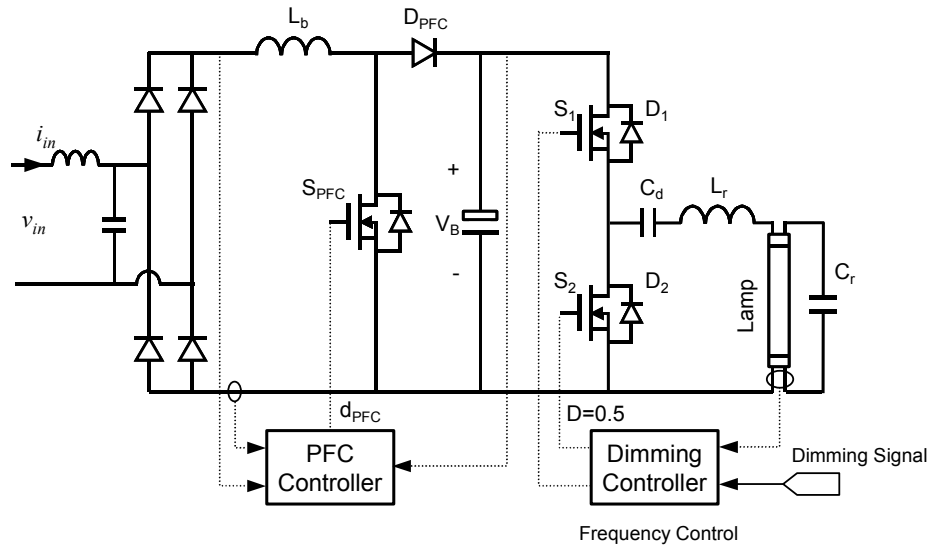 L_b
D_PFC
i_in
v_in
S_PFC
+
V_B
-
S_1
D_1
C_d
L_r
S_2
D_2
Lamp
C_r
d_PFC
D=0.5
PFC
Controller
Dimming
Controller
Dimming Signal
Frequency Control